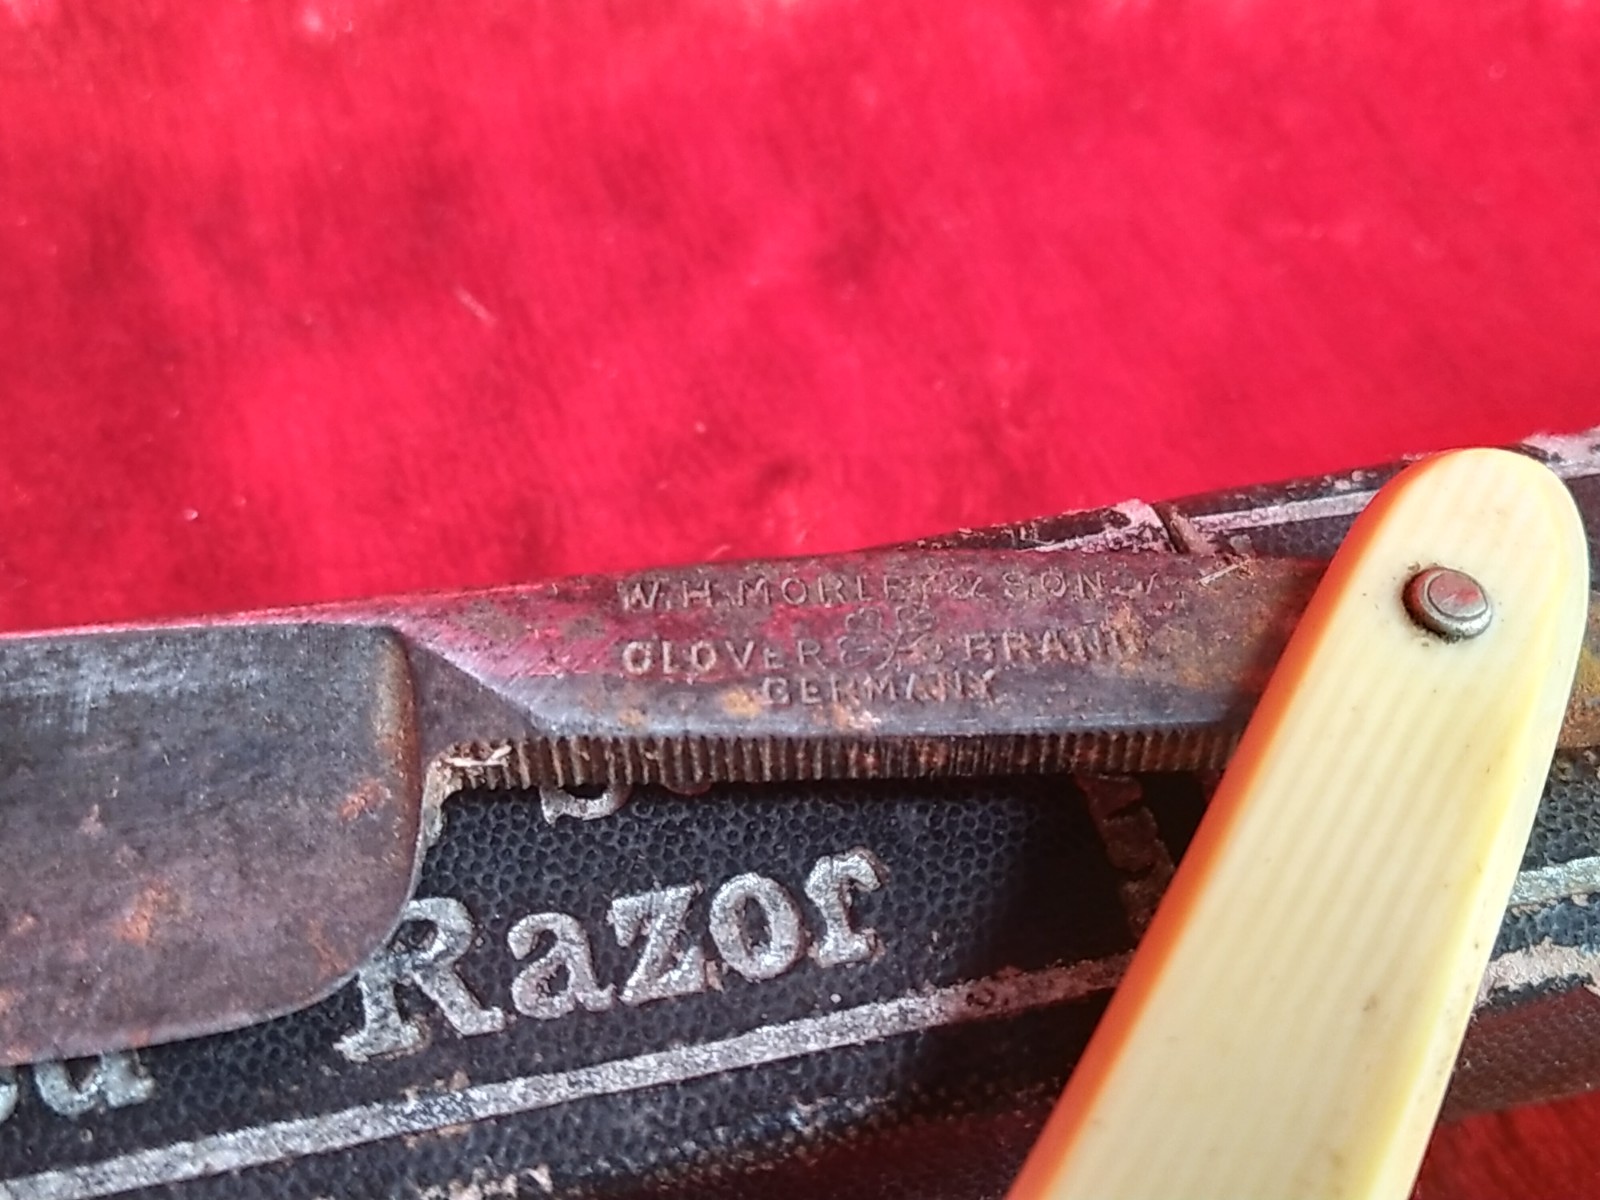 W.H.MORLEY & SONS
CLOVER BRAND
GERMANY
Razor